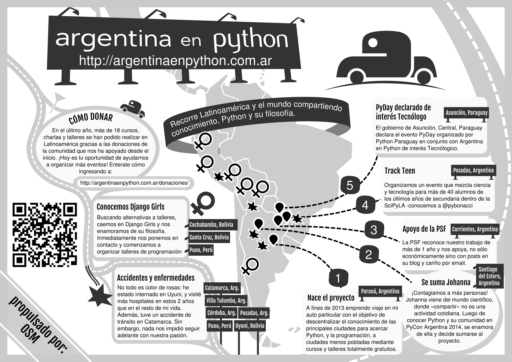 argentina en python
http://argentinaenpython.com.ar
CÓMO DONAR
En el último año, más de 18 cursos,
charlas y talleres se han podido realizar en
Latinoamérica gracias a las donaciones de
la comunidad que nos ha apoyado desde el
inicio. ¡Hoy es tu oportunidad de ayudarnos
a organizar más eventos! Enterate cómo
ingresando a:
http://argentinaenpython.com.ar/donaciones/
Recorre Latinoamérica y el mundo compartiendo
conocimiento, Python y su filosofía.
PyDay declarado de
interés Tecnólogo
Asunción, Paraguay
El gobierno de Asunción, Central, Paraguay
declara el evento PyDay organizado por
Python Paraguay en conjunto con Argentina
en Python de interés Tecnológico.
Track Teen
Posadas, Argentina
Organizamos un evento que mezcla ciencia
y tecnología para más de 40 alumnos de
los últimos años de secundaria dentro de la
SciPyLA -conocemos a @pybonacci
Conocemos Django Girls
Buscando alternativas a talleres,
caemos en Django Girls y nos
enamoramos de su filosofía.
Inmediatamente nos ponemos en
contacto y comenzamos a
organizar talleres de programación
Cochabamba, Bolivia
Santa Cruz, Bolivia
Puno, Perú
Apoyo de la PSF
Corrientes, Argentina
La PSF reconoce nuestro trabajo de
más de 1 año y nos apoya, no sólo
económicamente sino con posts en
su blog y cariño por email.
Accidentes y enfermedades
No todo es color de rosas: he
estado internado en Uyuni, y visité
más hospitales en estos 2 años
que en el resto de mi vida.
Además, tuve un accidente de
tránsito en Catamarca. Sin
embargo, nada nos impidió seguir
adelante con nuestra pasión.
Catamarca, Arg.
Villa Tulumba, Arg.
Córdoba, Arg.
Posadas, Arg.
Puno, Perú
Uyuni, Bolivia
Nace el proyecto
Paraná, Argentina
A fines de 2013 emprendo viaje en mi
auto particular con el objetivo de
descentralizar el conocimiento de las
principales ciudades para acercar
Python, y la programación, a
ciudades menos pobladas mediante
cursos y talleres totalmente gratuitos.
Se suma Johanna
Santiago
del Estero,
Argentina
¡Contagiamos a más personas!
Johanna viene del mundo científico,
donde «compartir» no es una
actividad cotidiana. Luego de
conocer Python y su comunidad en
PyCon Argentina 2014, se enamora
de ella y decide sumarse al
proyecto.
5
4
3
2
1
propulsado por:
OSM